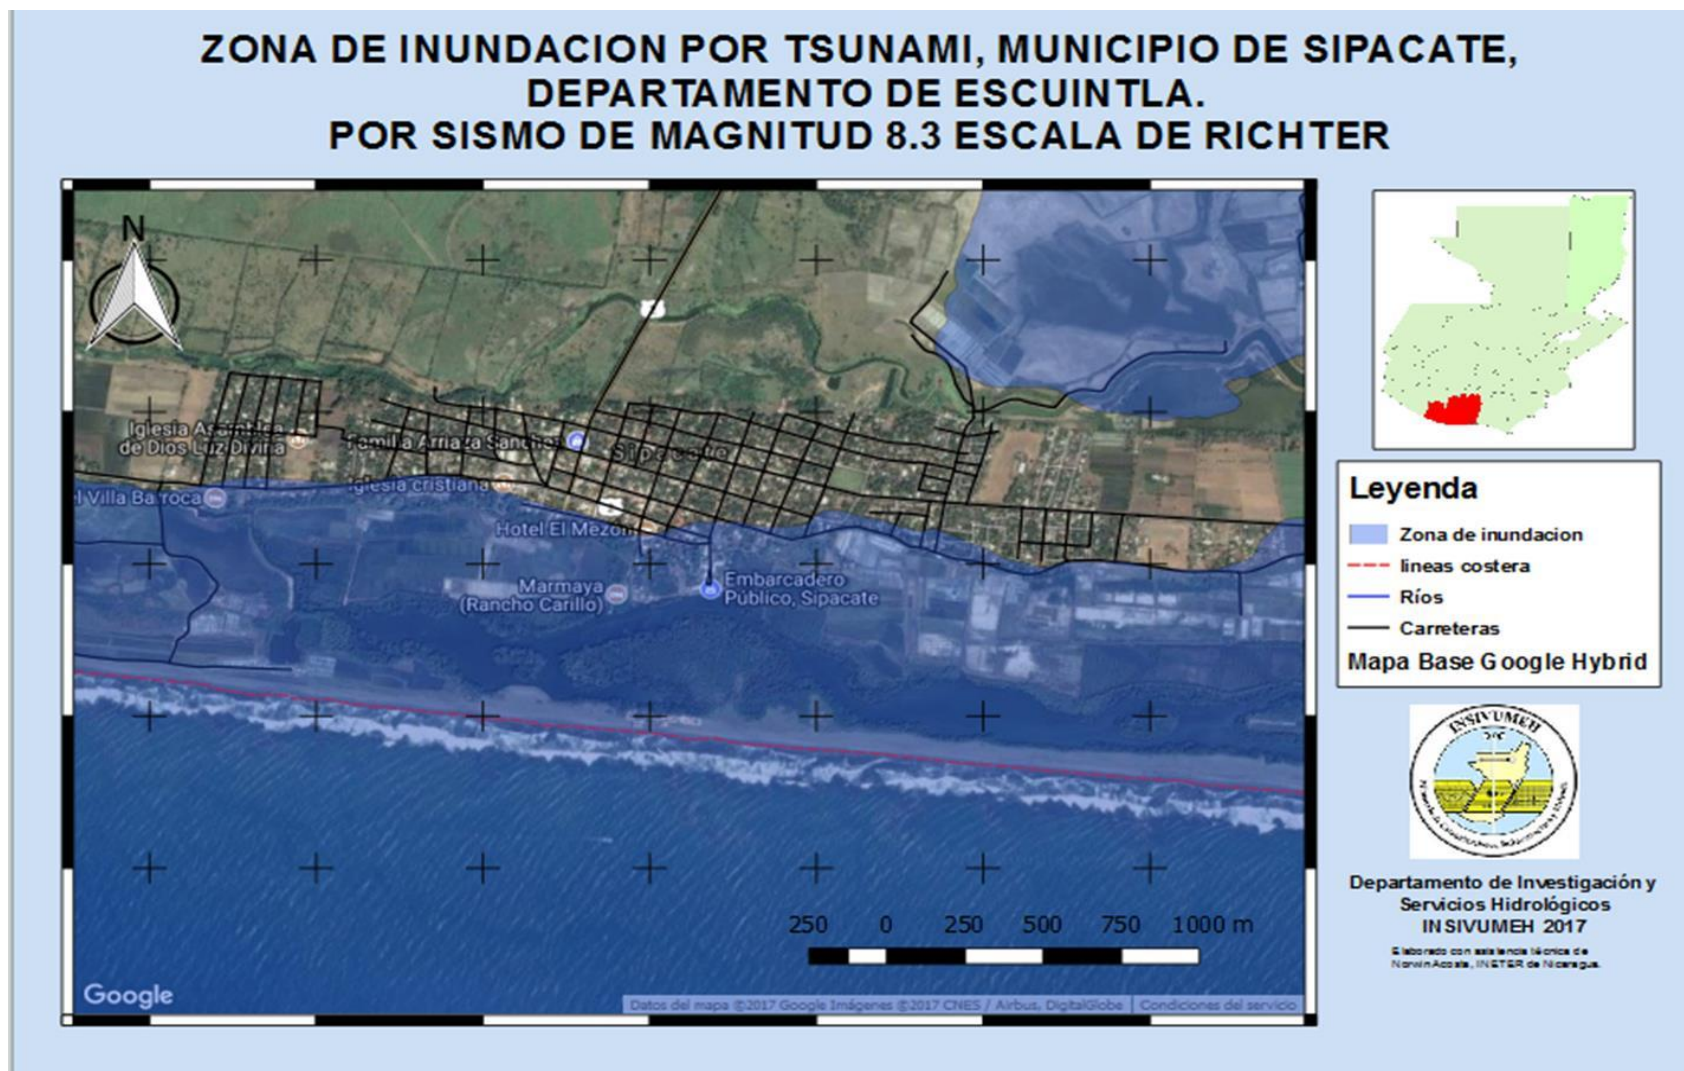 ZONA DE INUNDACION POR TSUNAMI, MUNICIPIO DE SIPACATE,
DEPARTAMENTO DE ESCUINTLA.
POR SISMO DE MAGNITUD 8.3 ESCALA DE RICHTER
N
Iglesia Asamblea
de Dios Luz Divina
Familia Arriaza Sanchez
Sipacate
l Villa Barroca
Iglesia cristiana
Hotel El Mezon
Marmaya
(Rancho Carillo)
Embarcadero
Público, Sipacate
250 0 250 500 750 1000 m
Google
Datos del mapa ©2017 Google Imágenes ©2017 CNES / Airbus, DigitalGlobe
Condiciones del servicio
Leyenda
Zona de inundacion
lineas costera
Ríos
Carreteras
Mapa Base Google Hybrid
INSIVUMEH
Departamento de Investigación y
Servicios Hidrológicos
INSIVUMEH 2017
Elaborado con asistencia técnica de
Norwin Acosta, INETER de Nicaragua.